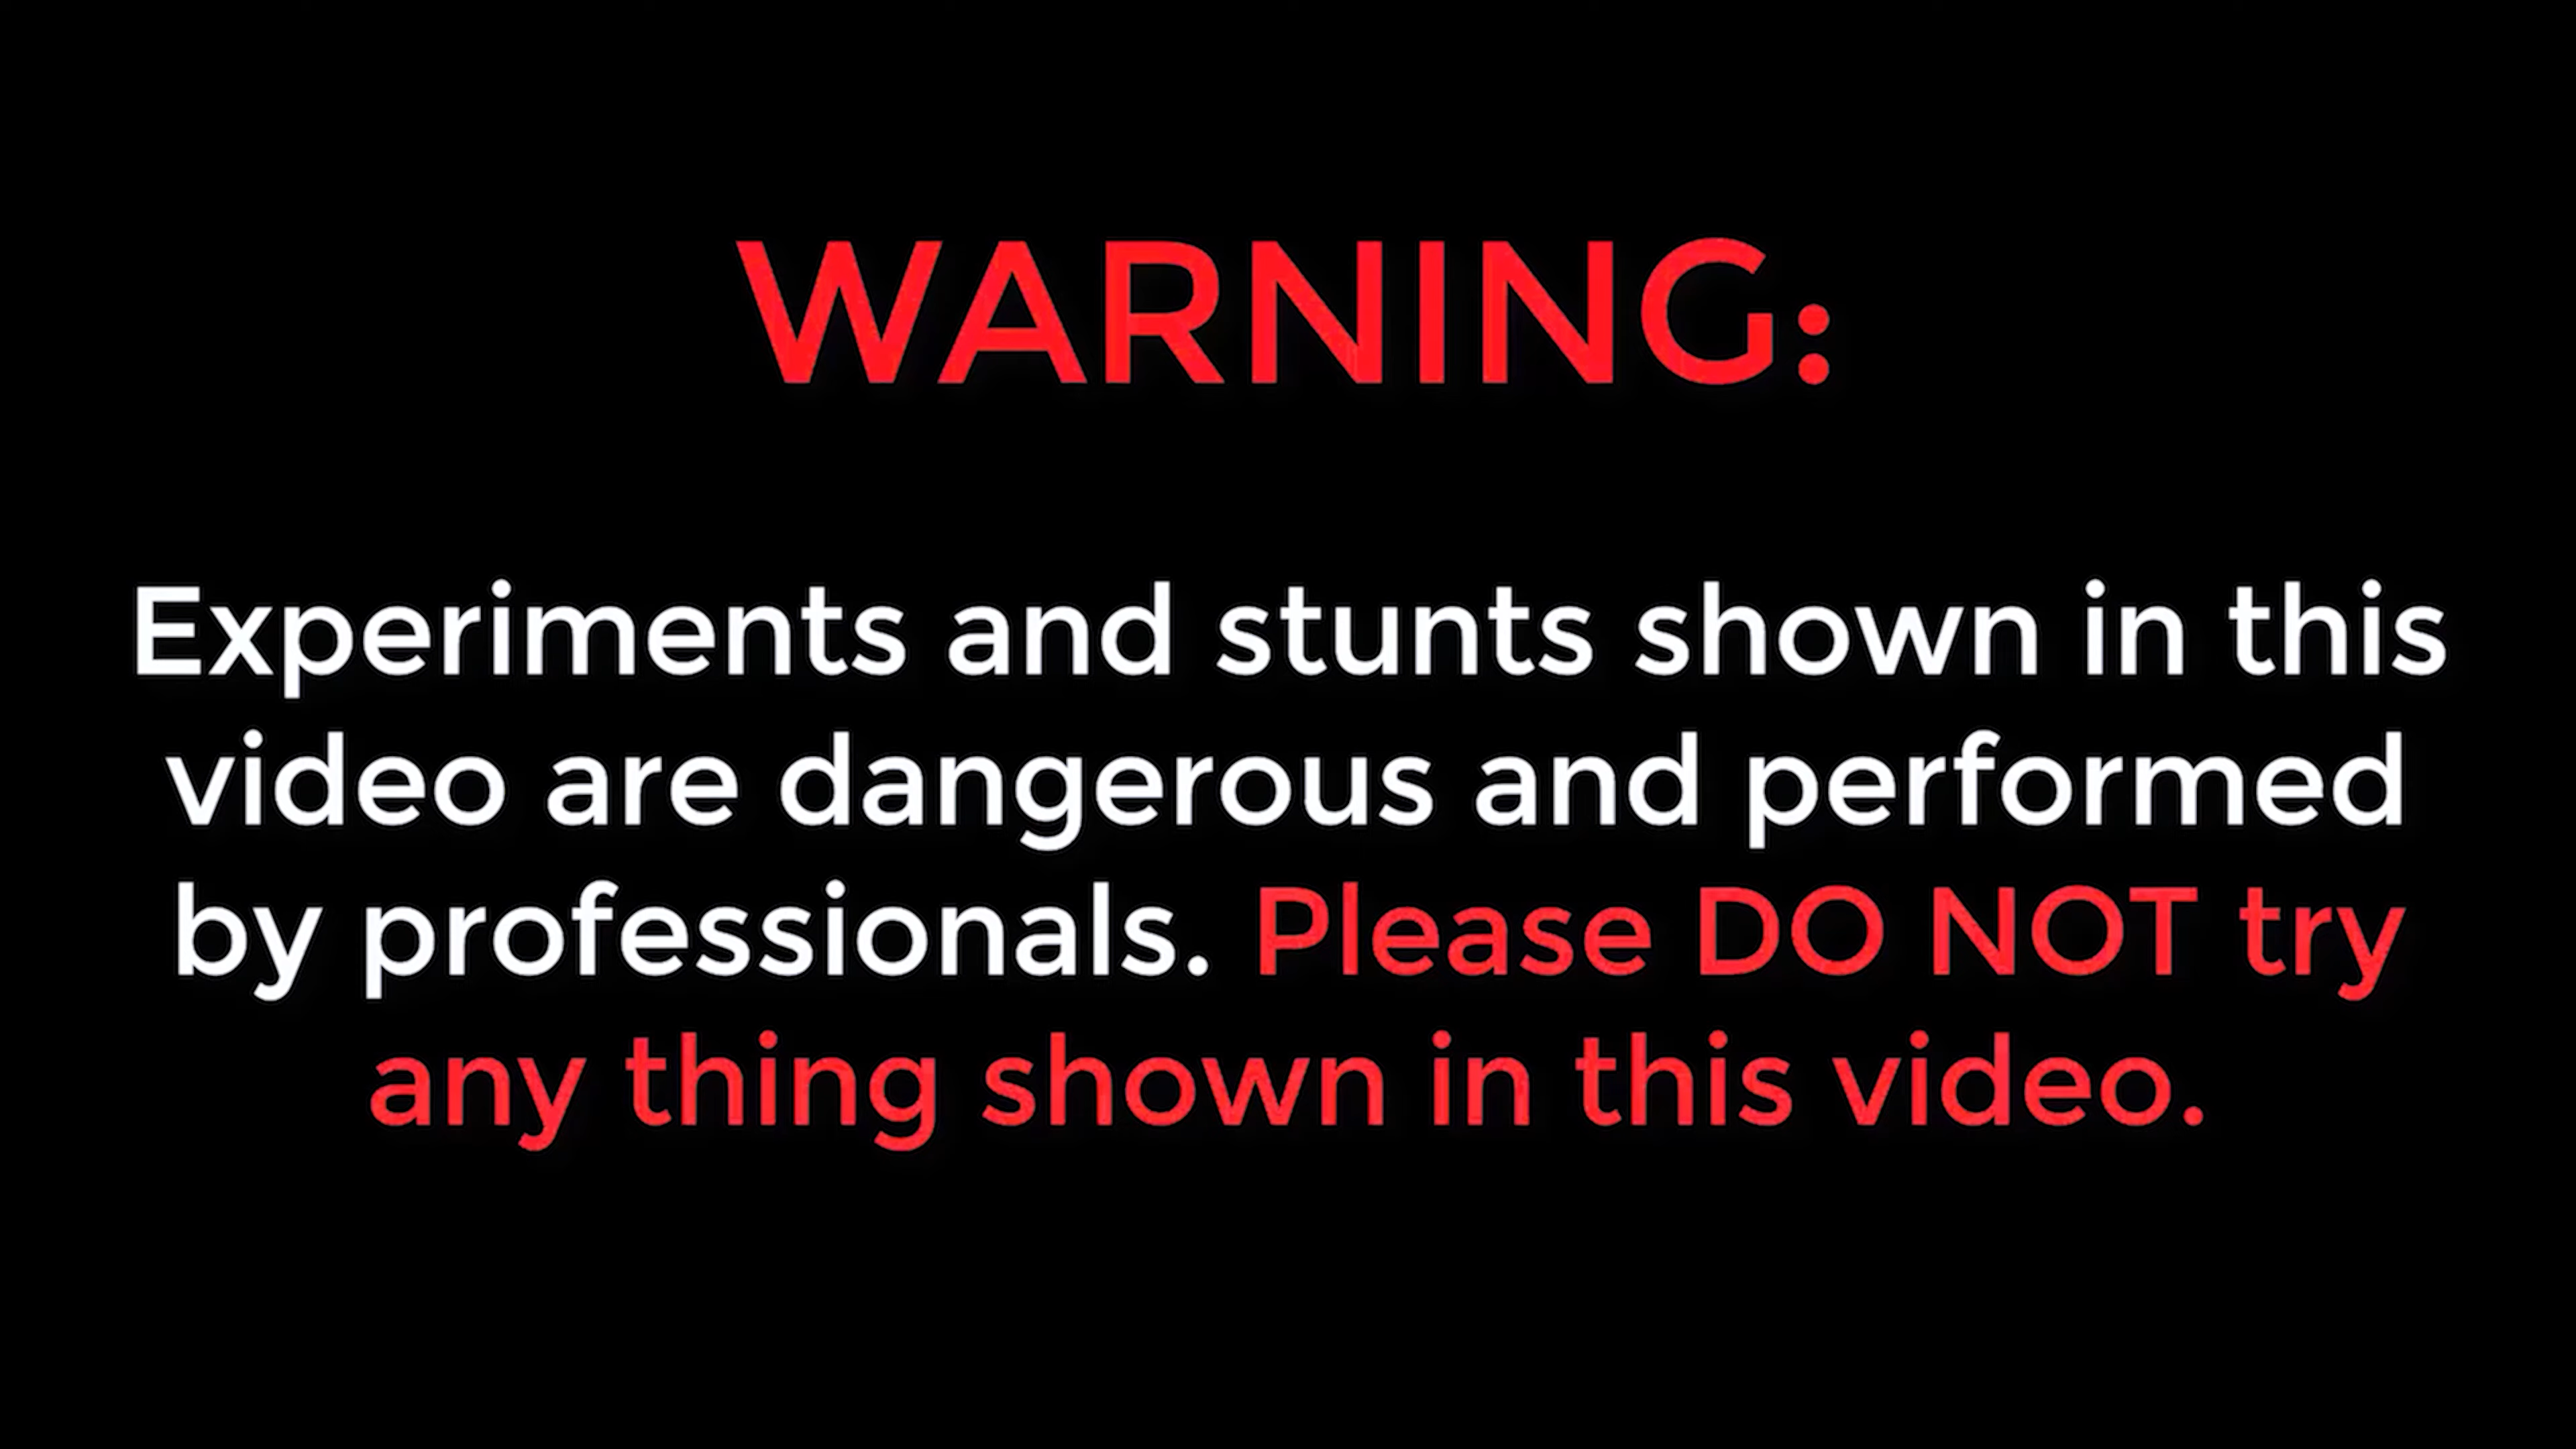 WARNING:
Experiments and stunts shown in this
video are dangerous and performed
by professionals. Please DO NOT try
any thing shown in this video.